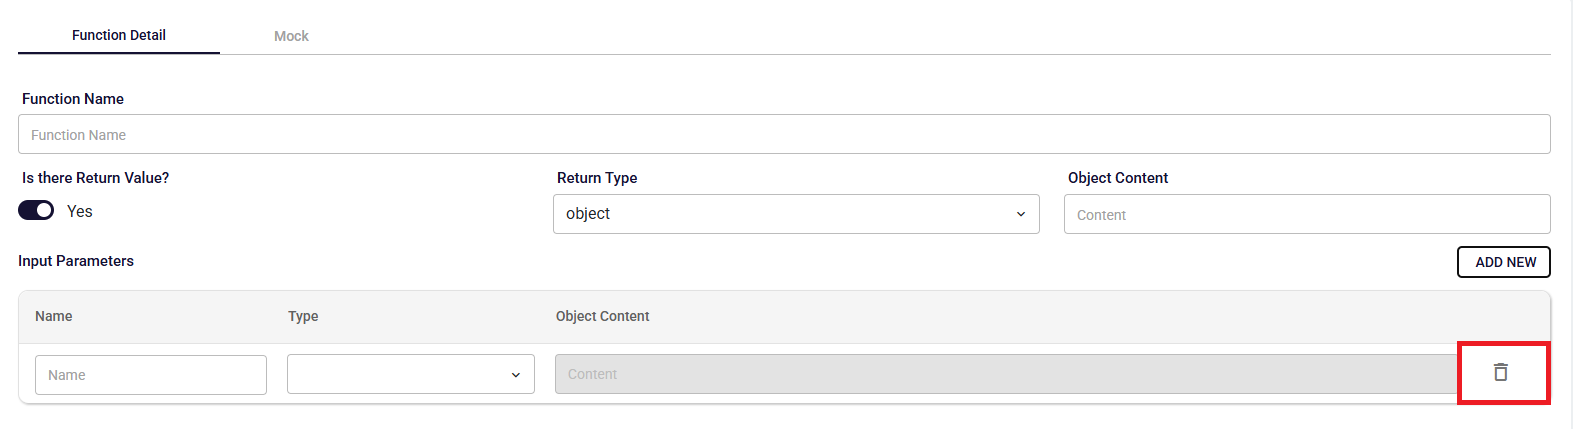 Function Detail
Mock
Function Name
Function Name
Is there Return Value?
Return Type
Object Content
Yes
object
Content
Input Parameters
ADD NEW
Name
Type
Object Content
Name
Content